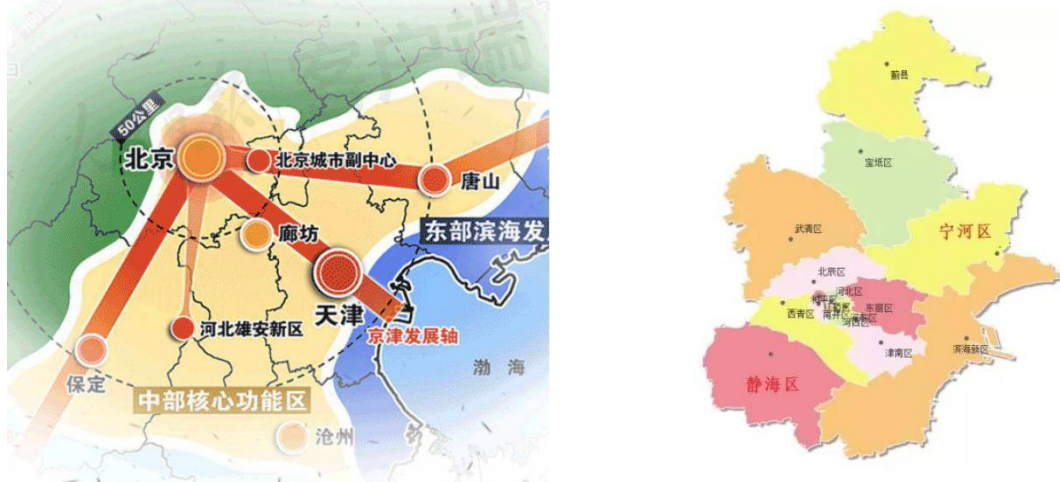 50公里
北京
北京城市副中心
唐山
廊坊
东部滨海发
天津
京津发展轴
河北雄安新区
渤海
保定
中部核心功能区
沧州
客户端
蓟县
宝坻区
武清区
宁河区
北辰区
河北区
西青区
南开区
河西区
东丽区
津南区
滨海新区
静海区